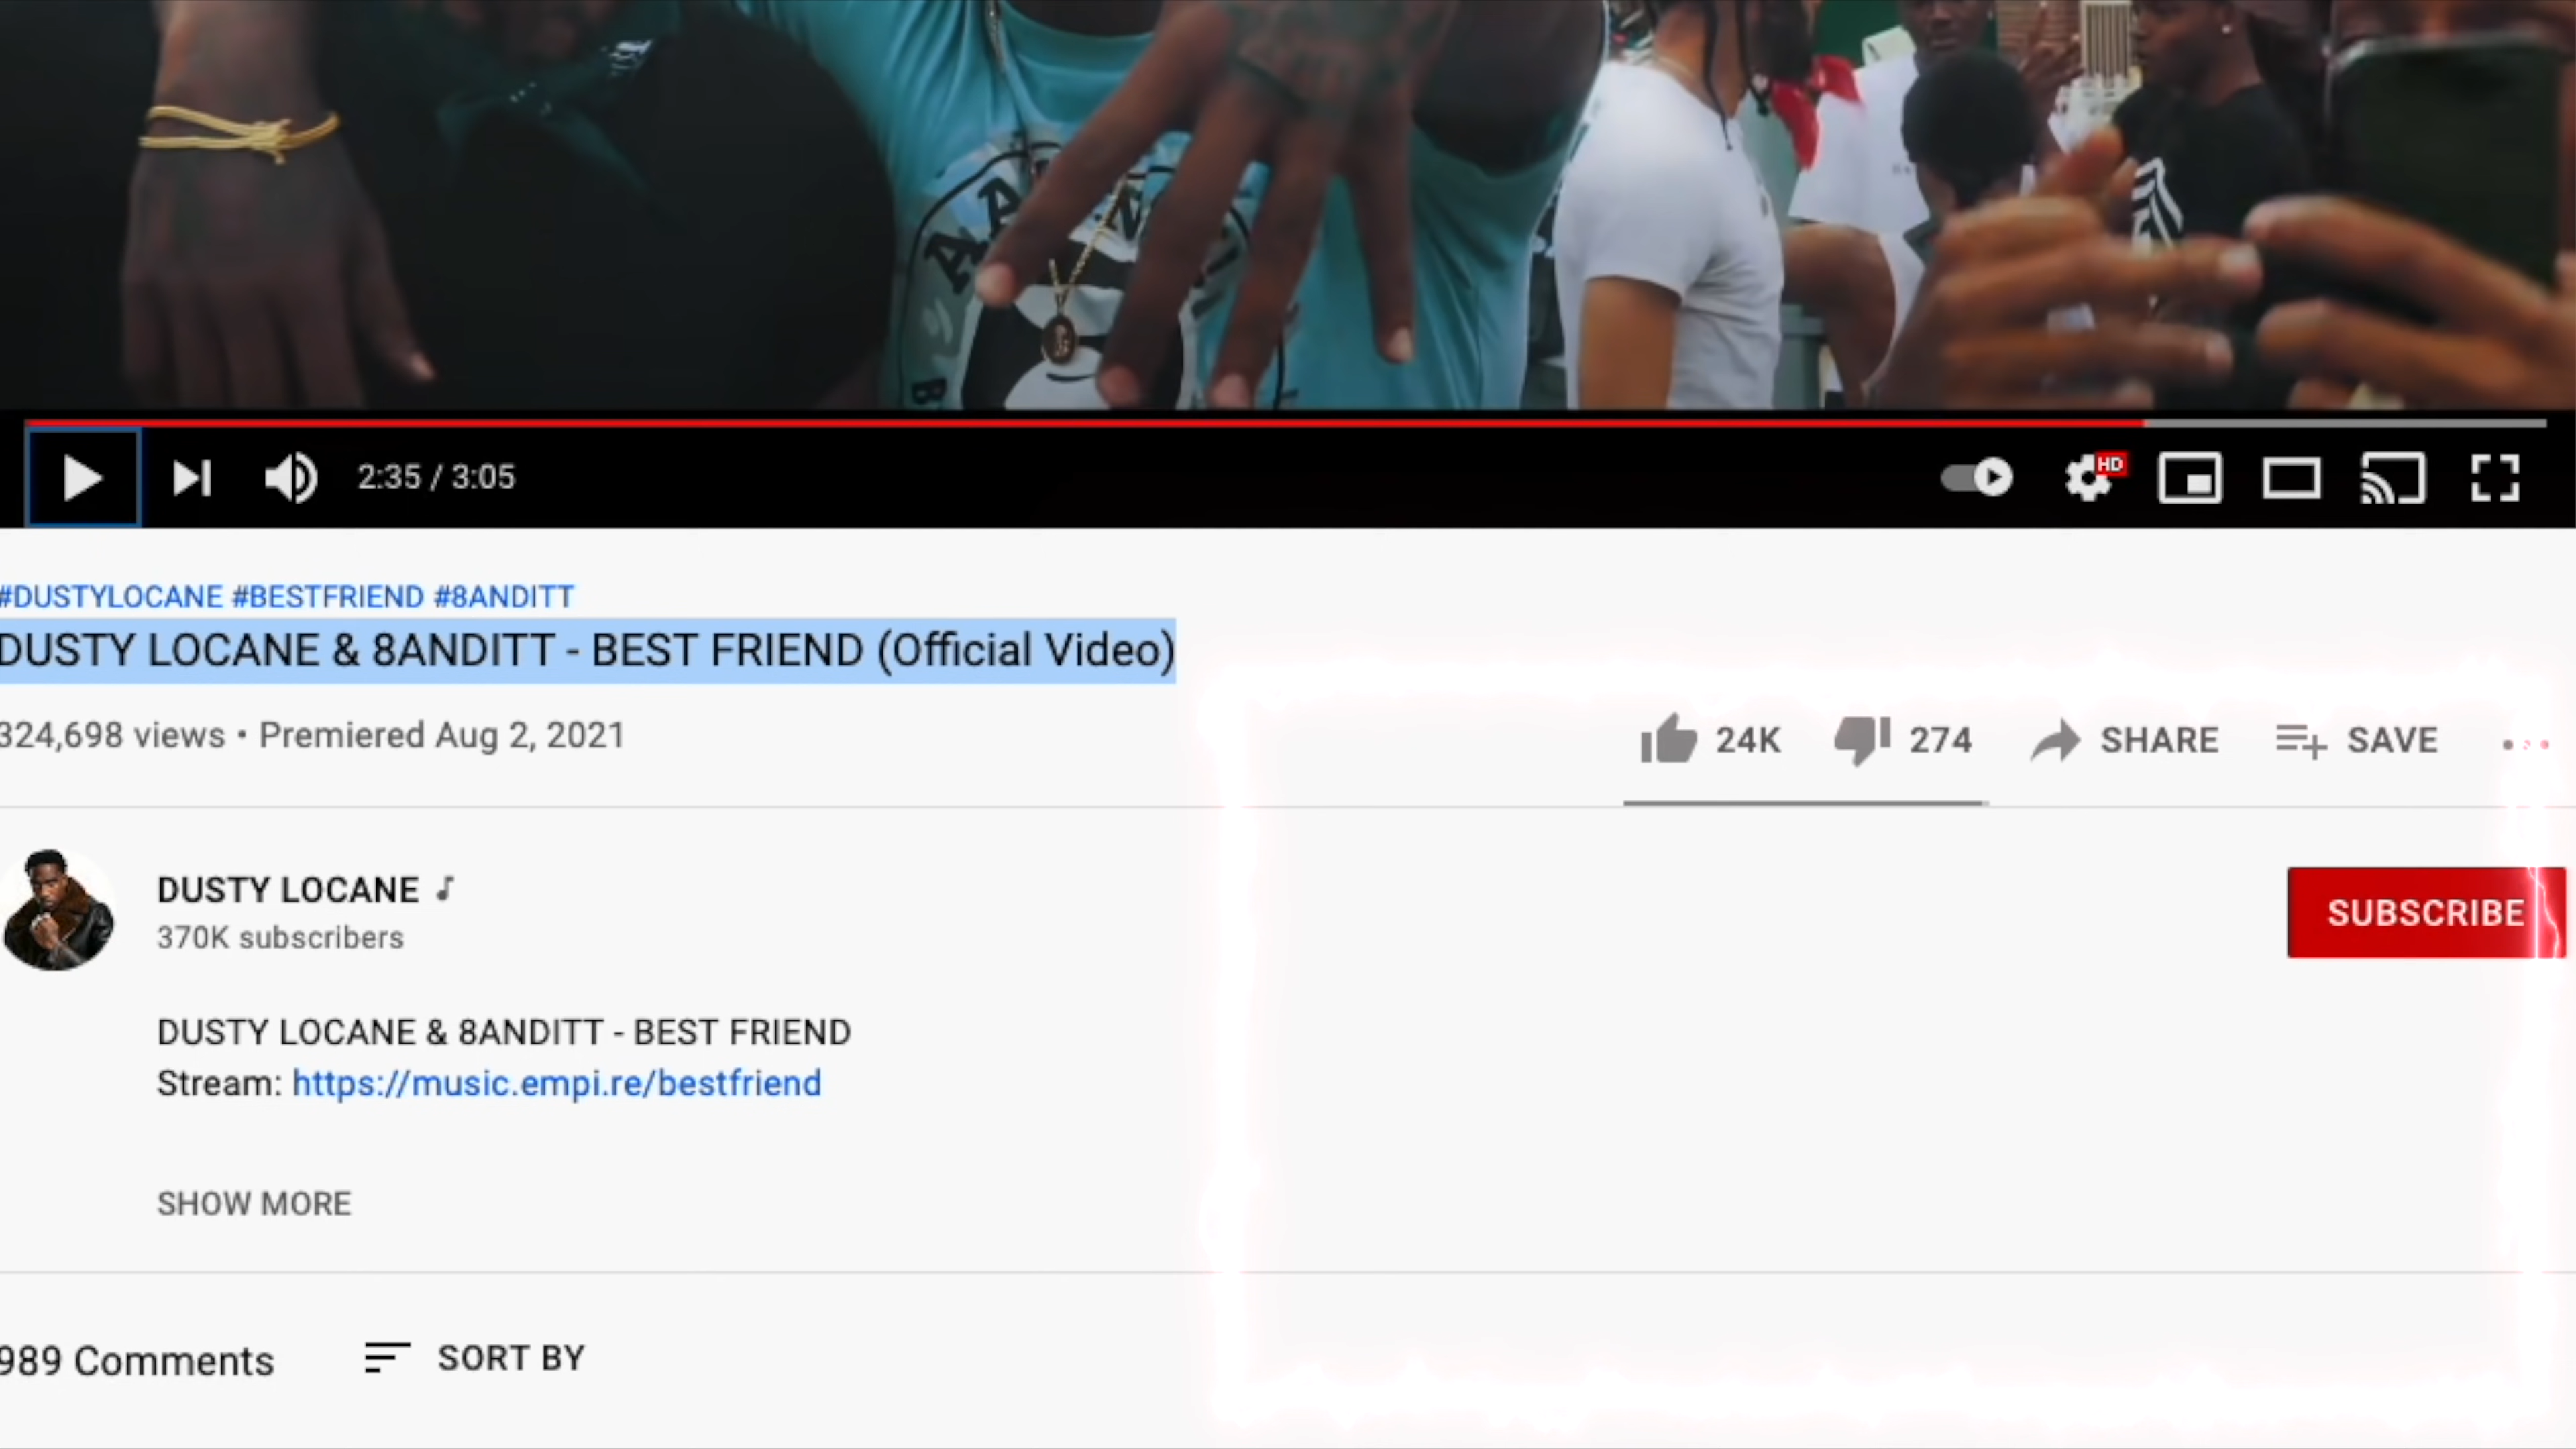 2:35 / 3:05
HD
#DUSTYLOCANE #BESTFRIEND #8ANDITT
DUSTY LOCANE & 8ANDITT - BEST FRIEND (Official Video)
324,698 views • Premiered Aug 2, 2021
24K 274 SHARE SAVE
DUSTY LOCANE
370K subscribers
SUBSCRIBE
DUSTY LOCANE & 8ANDITT - BEST FRIEND
Stream: https://music.empi.re/bestfriend
SHOW MORE
989 Comments SORT BY